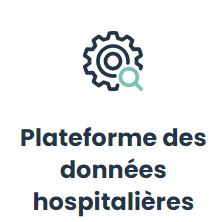 Plateforme des
données
hospitalières